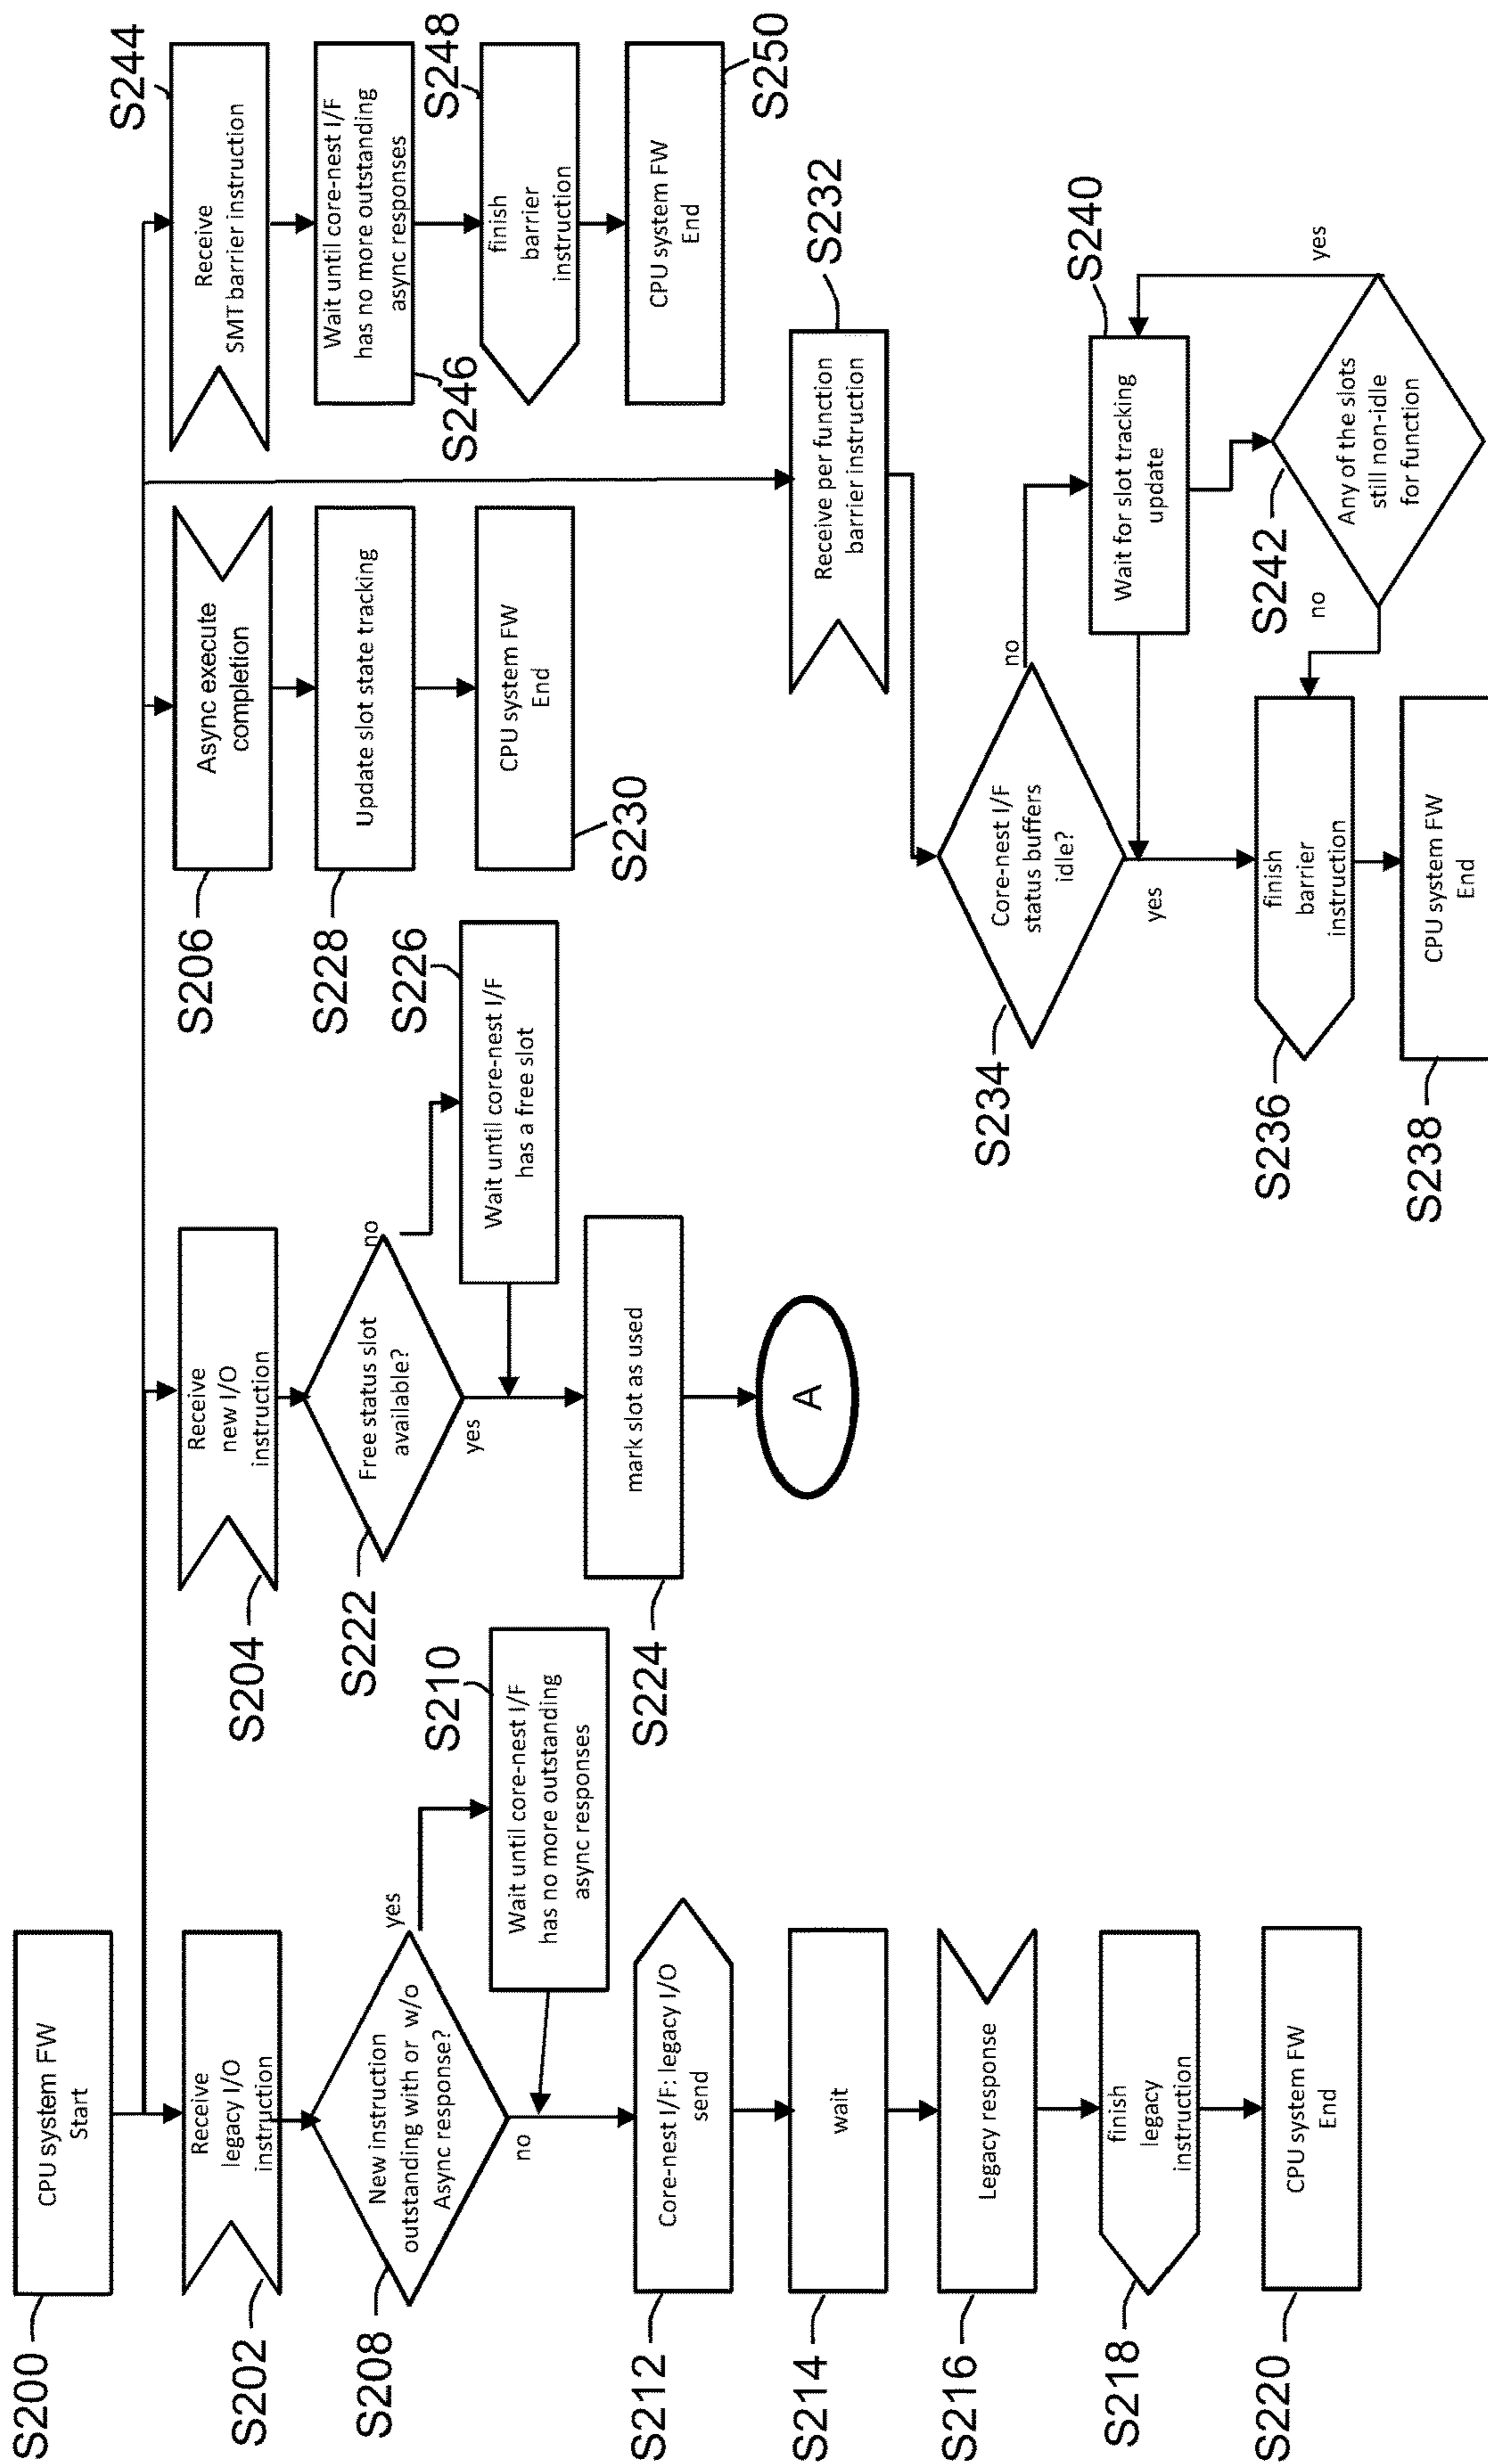 S200
CPU system FW
Start
S202
Receive
legacy I/O
instruction
S208
New instruction
outstanding with or w/o
Async response?
yes
no
S210
Wait until core-nest I/F
has no more outstanding
async responses
S212
Core-nest I/F: legacy I/O
send
S214
wait
S216
Legacy response
S218
finish
legacy
instruction
S220
CPU system FW
End
S204
Receive
new I/O
instruction
S222
Free status slot
available?
no
yes
S226
Wait until core-nest I/F
has a free slot
S224
mark slot as used
A
S206
Async execute
completion
S228
Update slot state tracking
S230
CPU system FW
End
S244
Receive
SMT barrier instruction
S246
Wait until core-nest I/F
has no more outstanding
async responses
S248
finish
barrier
instruction
S250
CPU system FW
End
S232
Receive per function
barrier instruction
S234
Core-nest I/F
status buffers
idle?
no
yes
S240
Wait for slot tracking
update
S242
Any of the slots
still non-idle
for function
yes
no
S236
finish
barrier
instruction
S238
CPU system FW
End